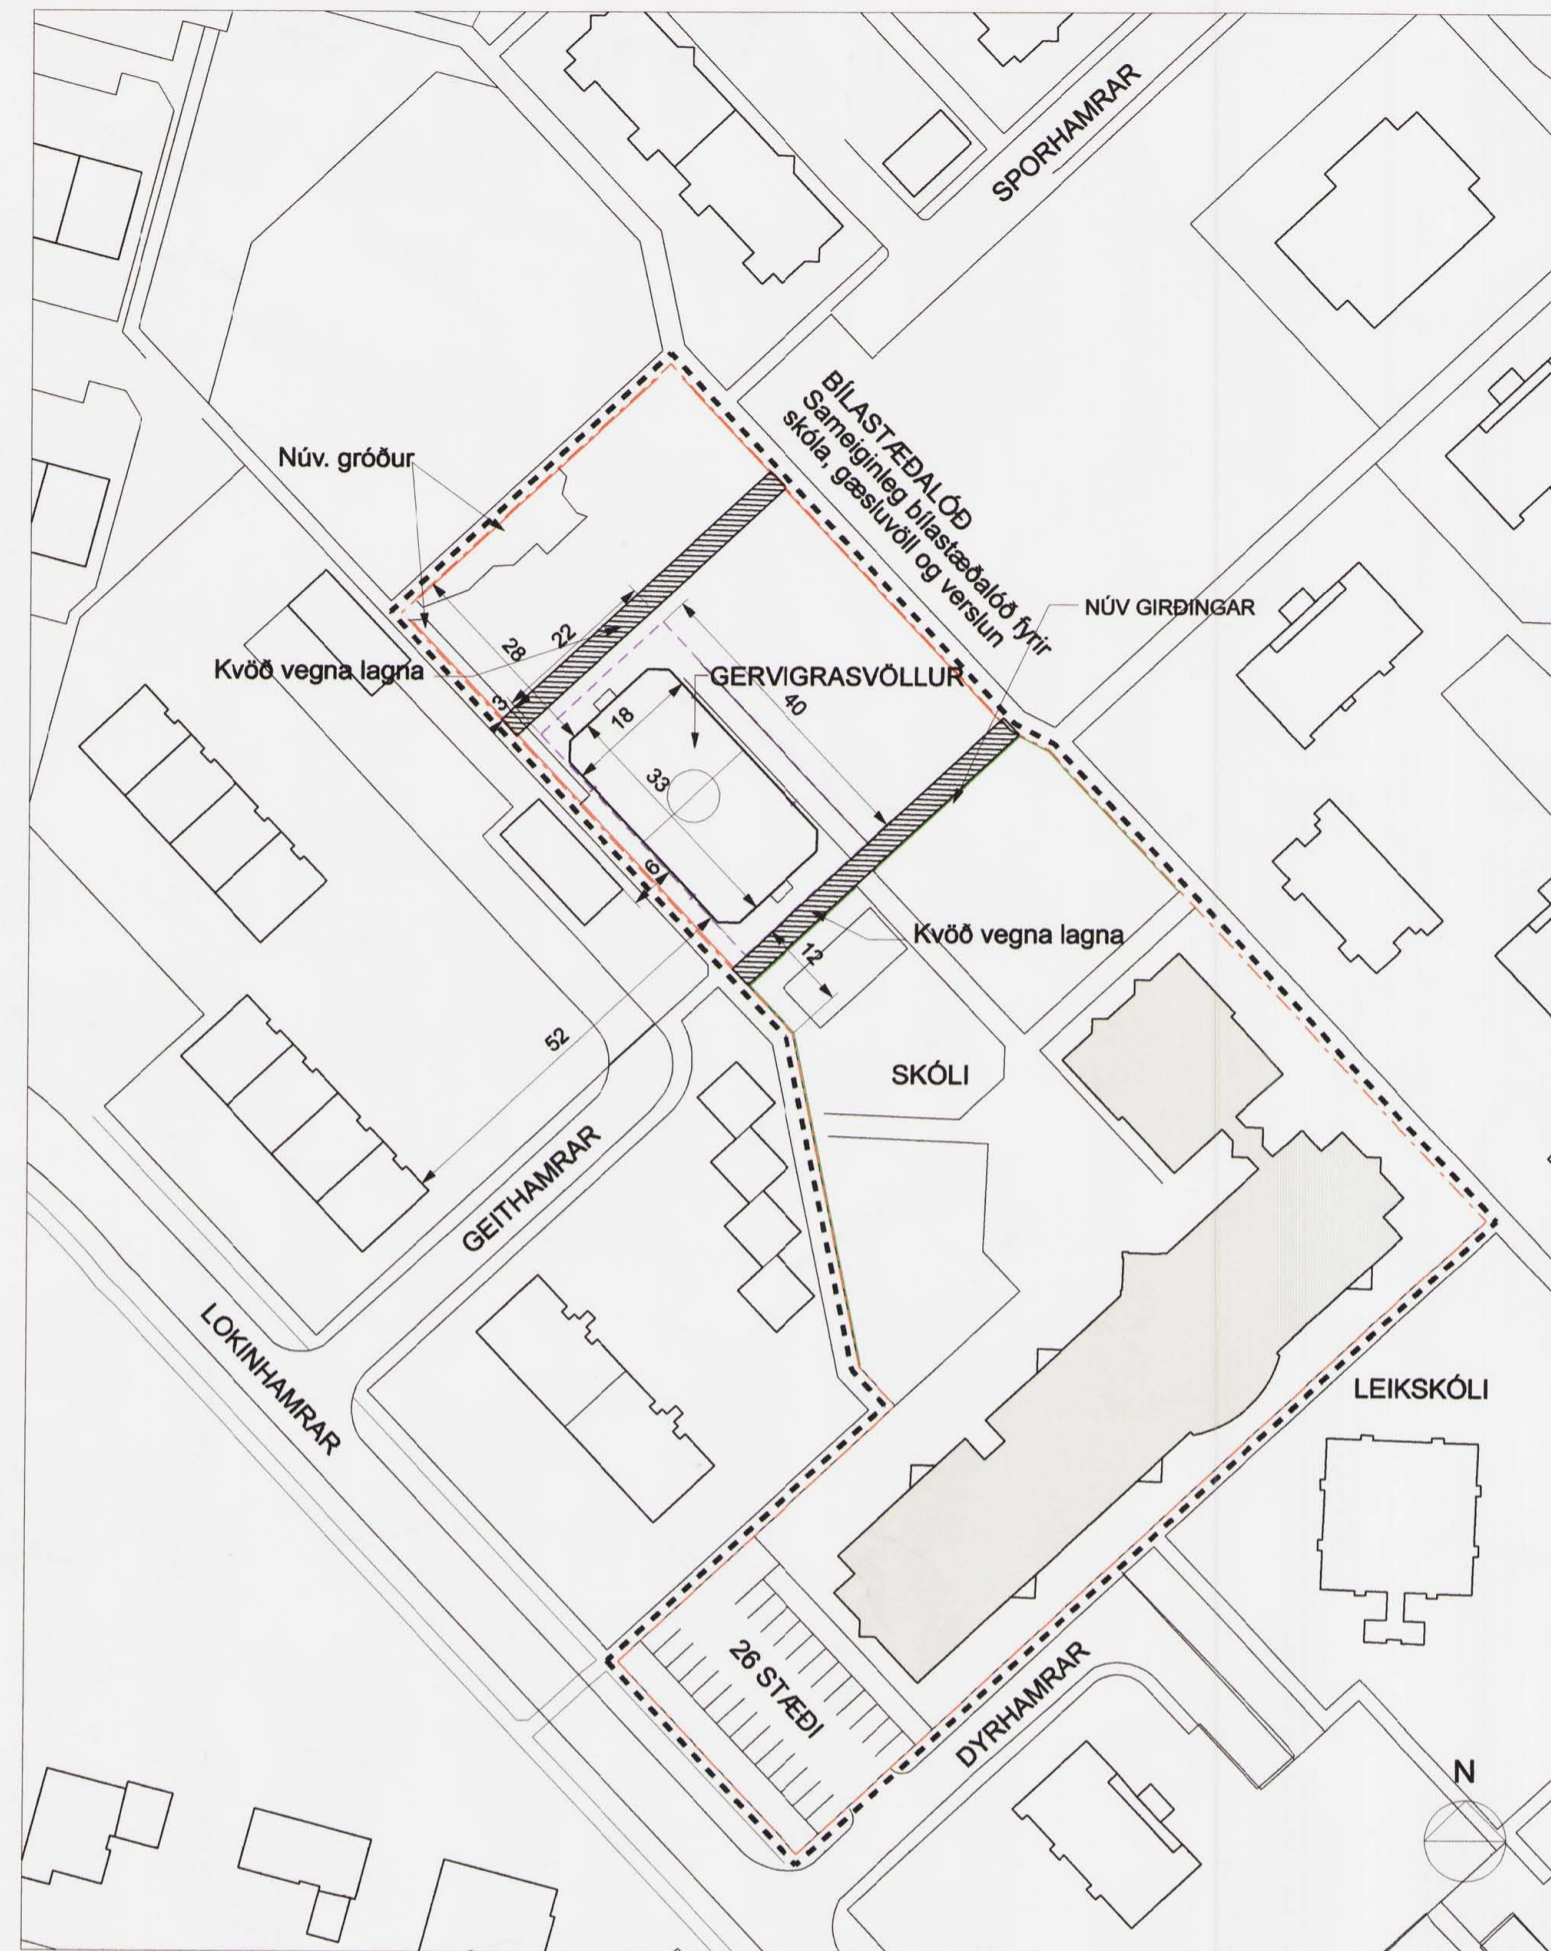 SPORHAMRAR
BÍLASTÆÐALÓÐ
Sameiginleg bílastæðalóð fyrir
skóla, gæsluvöll og verslun
Núv. gróður
NÚV GIRÐINGAR
28
22
Kvöð vegna lagna
GERVIGRASVÖLLUR
3
18
40
33
6
Kvöð vegna lagna
12
52
SKÓLI
GEITHAMRAR
LOKINHAMRAR
LEIKSKÓLI
26 STÆÐI
DYRHAMRAR
N